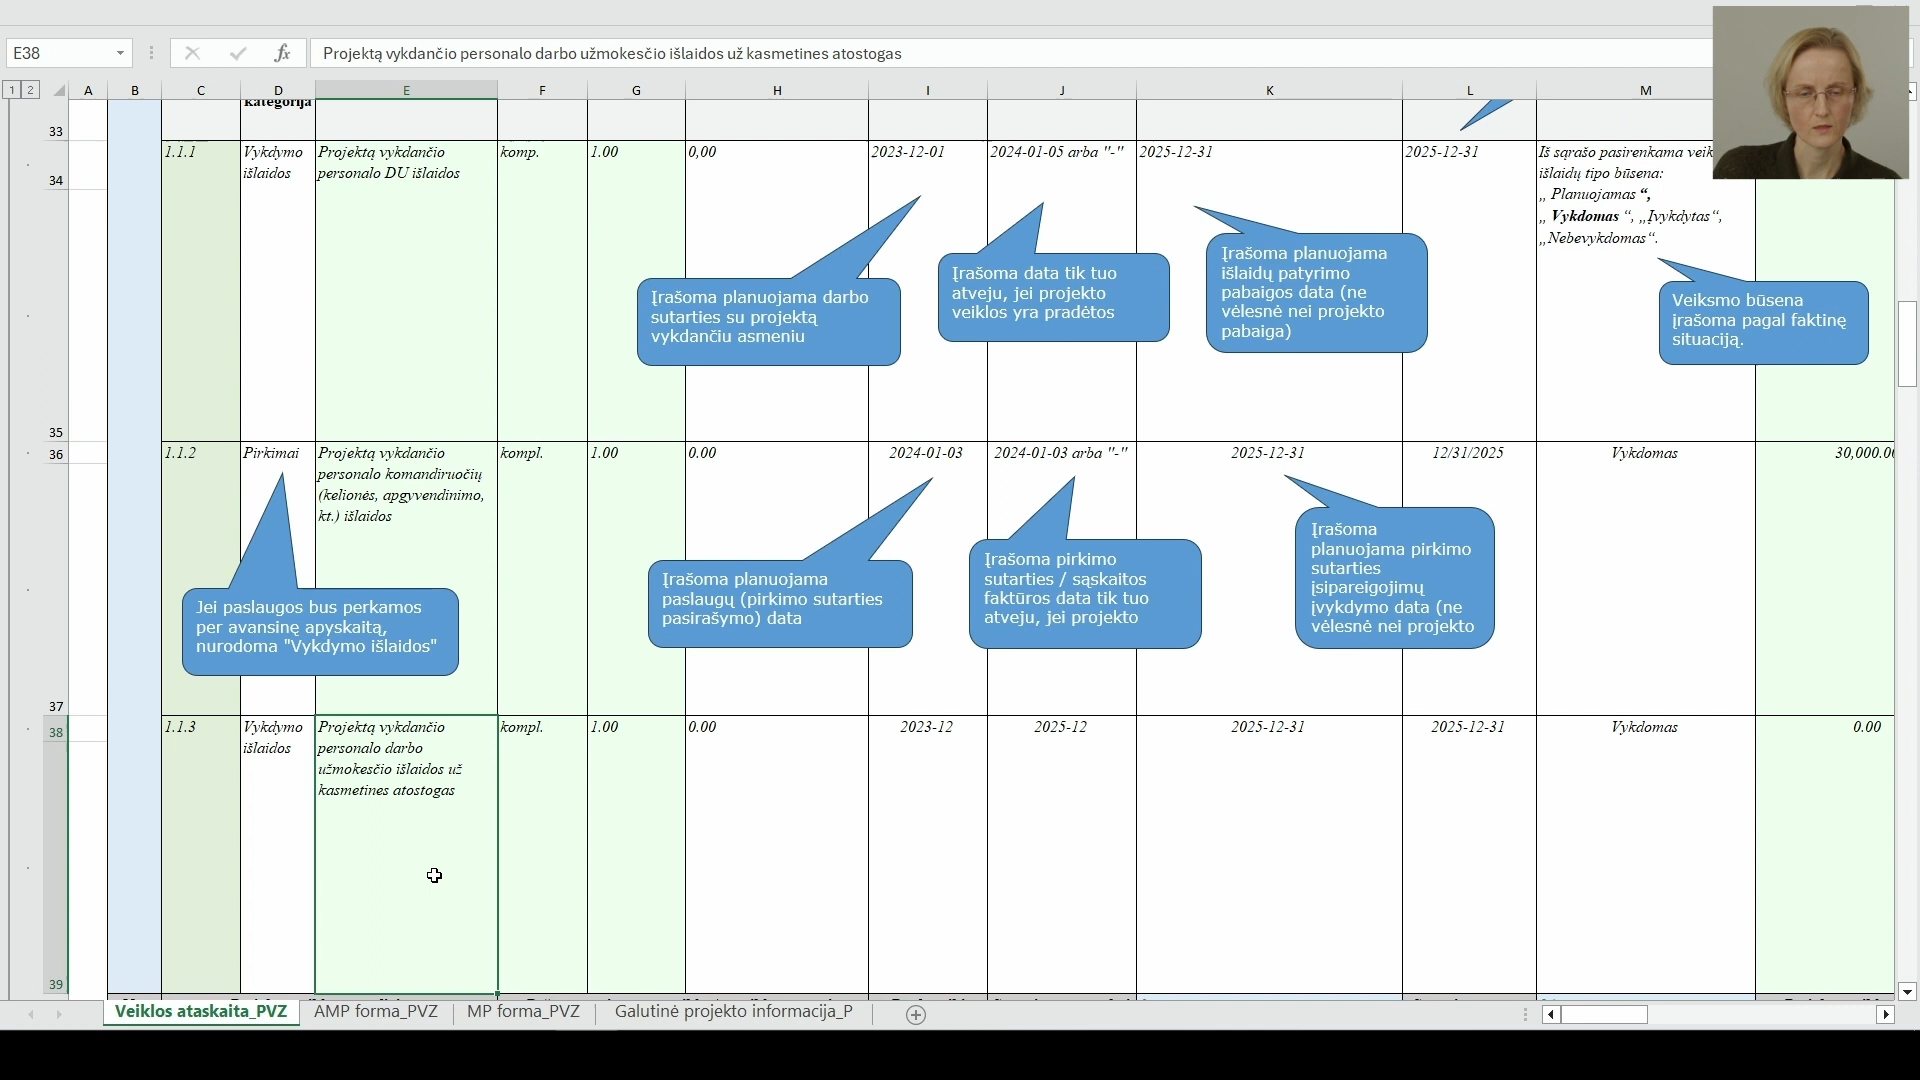 E38
fx
Projektą vykdančio personalo darbo užmokesčio išlaidos už kasmetines atostogas
1 2
A B C D E F G H I J K L M
33
kategorija
34
1.1.1
Vykdymo
išlaidos
Projektą vykdančio
personalo DU išlaidos
komp.
1.00
0,00
2023-12-01
2024-01-05 arba "-"
2025-12-31
2025-12-31
Iš sąrašo pasirenkama
išlaidų tipo būsena:
„ Planuojamas “,
„ Vykdomas “, „Įvykdytas“,
„Nebevykdomas“.
Įrašoma planuojama darbo
sutarties su projektą
vykdančiu asmeniu
Įrašoma data tik tuo
atveju, jei projekto
veiklos yra pradėtos
Įrašoma planuojama
išlaidų patyrimo
pabaigos data (ne
vėlesnė nei projekto
pabaiga)
Veiksmo būsena
įrašoma pagal faktinę
situaciją.
35
36
1.1.2
Pirkimai
Projektą vykdančio
personalo komandiruočių
(kelionės, apgyvendinimo,
kt.) išlaidos
kompl.
1.00
0.00
2024-01-03
2024-01-03 arba "-"
2025-12-31
12/31/2025
Vykdomas
30,000.00
Jei paslaugos bus perkamos
per avansinę apyskaitą,
nurodoma "Vykdymo išlaidos"
Įrašoma planuojama
paslaugų (pirkimo sutarties
pasirašymo) data
Įrašoma pirkimo
sutarties / sąskaitos
faktūros data tik tuo
atveju, jei projekto
Įrašoma
planuojama pirkimo
sutarties
įsipareigojimų
įvykdymo data (ne
vėlesnė nei projekto
37
38
1.1.3
Vykdymo
išlaidos
Projektą vykdančio
personalo darbo
užmokesčio išlaidos už
kasmetines atostogas
kompl.
1.00
0.00
2023-12
2025-12
2025-12-31
2025-12-31
Vykdomas
0.00
39
Veiklos ataskaita_PVZ
AMP forma_PVZ
MP forma_PVZ
Galutinė projekto informacija_P